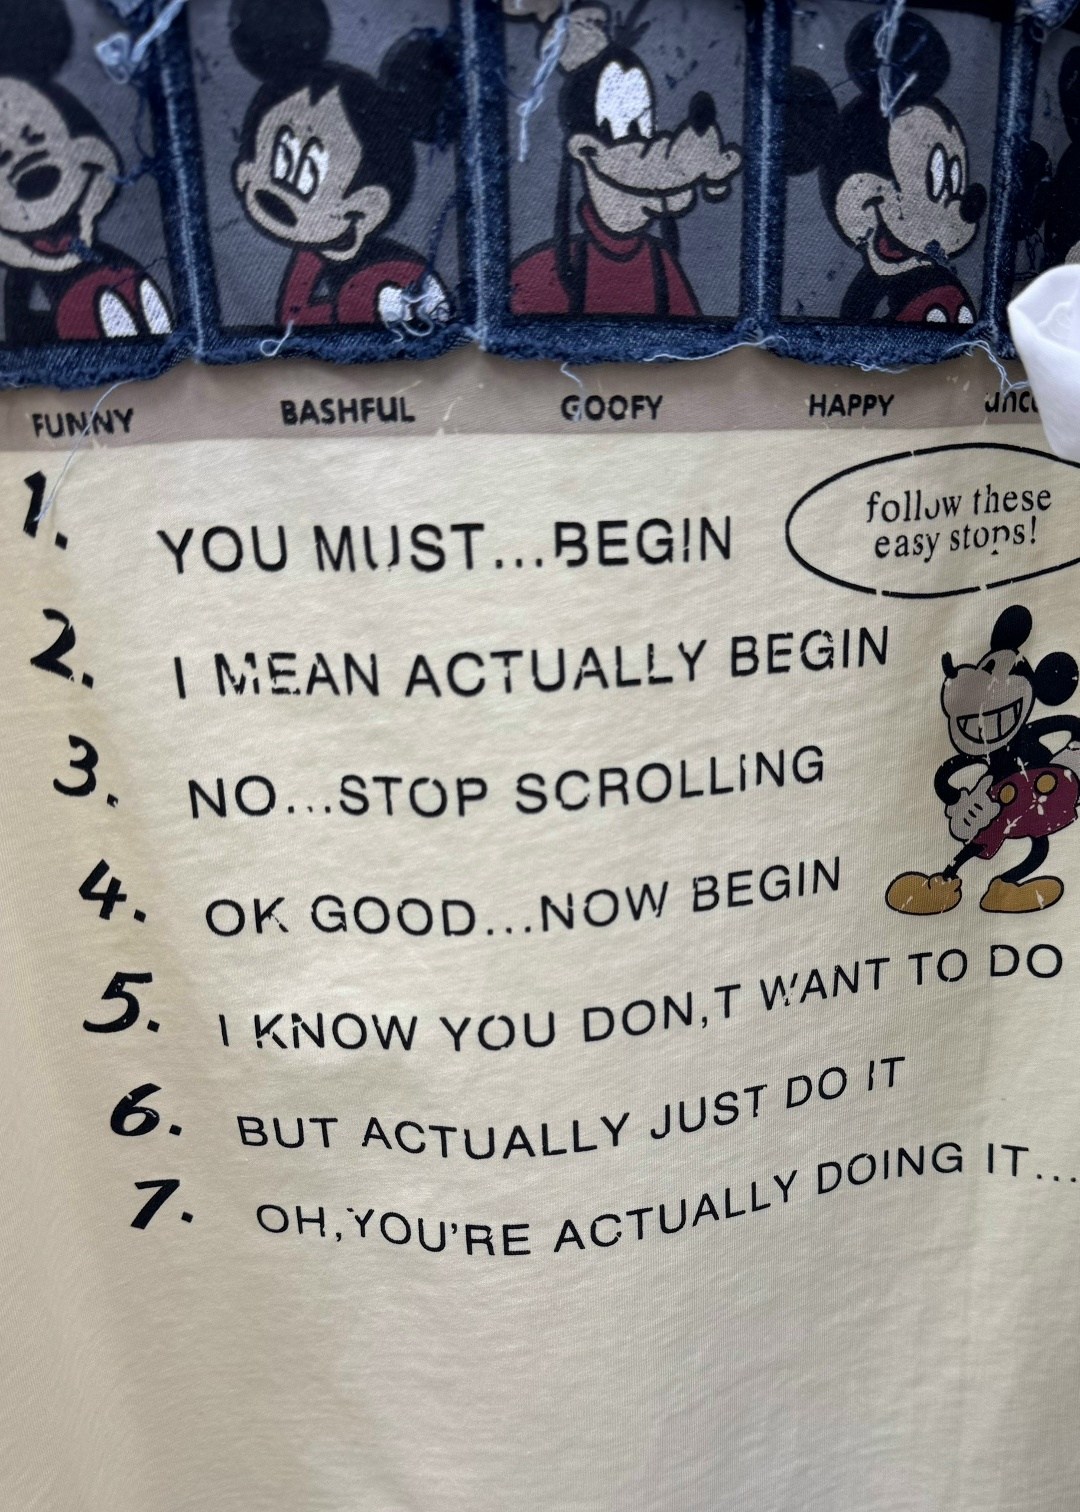 FUNNY BASHFUL GOOFY HAPPY
1. YOU MUST...BEGIN
follow these
easy stops!
2. I MEAN ACTUALLY BEGIN
3. NO...STOP SCROLLING
4. OK GOOD...NOW BEGIN
5. I KNOW YOU DON,T WANT TO DO
6. BUT ACTUALLY JUST DO IT
7. OH,YOU'RE ACTUALLY DOING IT...